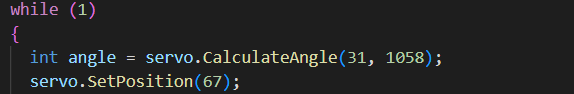 while (1)
{
int angle = servo.CalculateAngle(31, 1058);
servo.SetPosition(67);